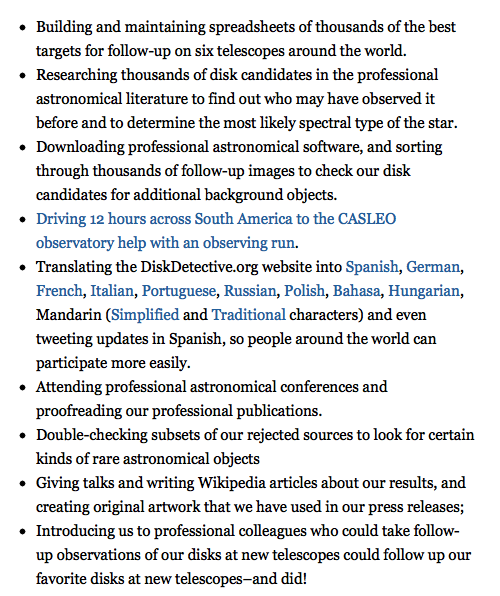 • Building and maintaining spreadsheets of thousands of the best
targets for follow-up on six telescopes around the world.
• Researching thousands of disk candidates in the professional
astronomical literature to find out who may have observed it
before and to determine the most likely spectral type of the star.
• Downloading professional astronomical software, and sorting
through thousands of follow-up images to check our disk
candidates for additional background objects.
• Driving 12 hours across South America to the CASLEO
observatory help with an observing run.
• Translating the DiskDetective.org website into Spanish, German,
French, Italian, Portuguese, Russian, Polish, Bahasa, Hungarian,
Mandarin (Simplified and Traditional characters) and even
tweeting updates in Spanish, so people around the world can
participate more easily.
• Attending professional astronomical conferences and
proofreading our professional publications.
• Double-checking subsets of our rejected sources to look for certain
kinds of rare astronomical objects
• Giving talks and writing Wikipedia articles about our results, and
creating original artwork that we have used in our press releases;
• Introducing us to professional colleagues who could take follow-
up observations of our disks at new telescopes could follow up our
favorite disks at new telescopes–and did!